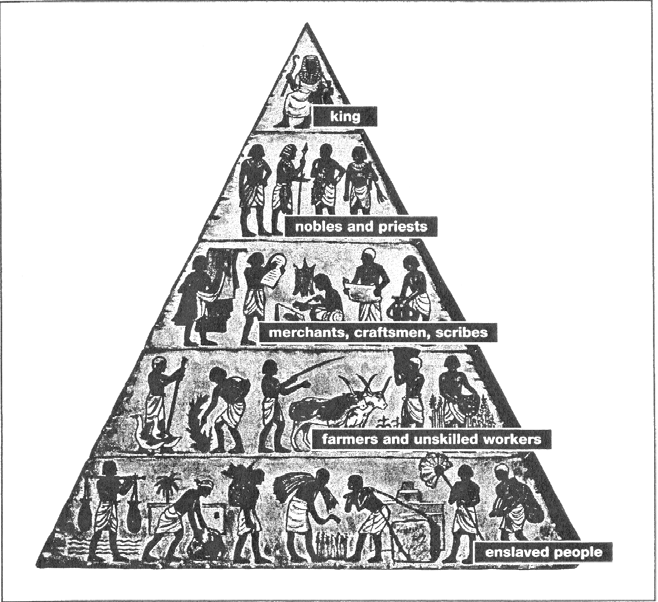 king
nobles and priests
merchants, craftsmen, scribes
farmers and unskilled workers
enslaved people